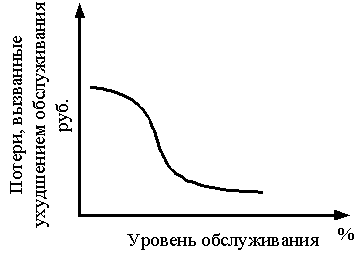 Потери, вызванные
ухудшением обслуживания
руб.
Уровень обслуживания
%